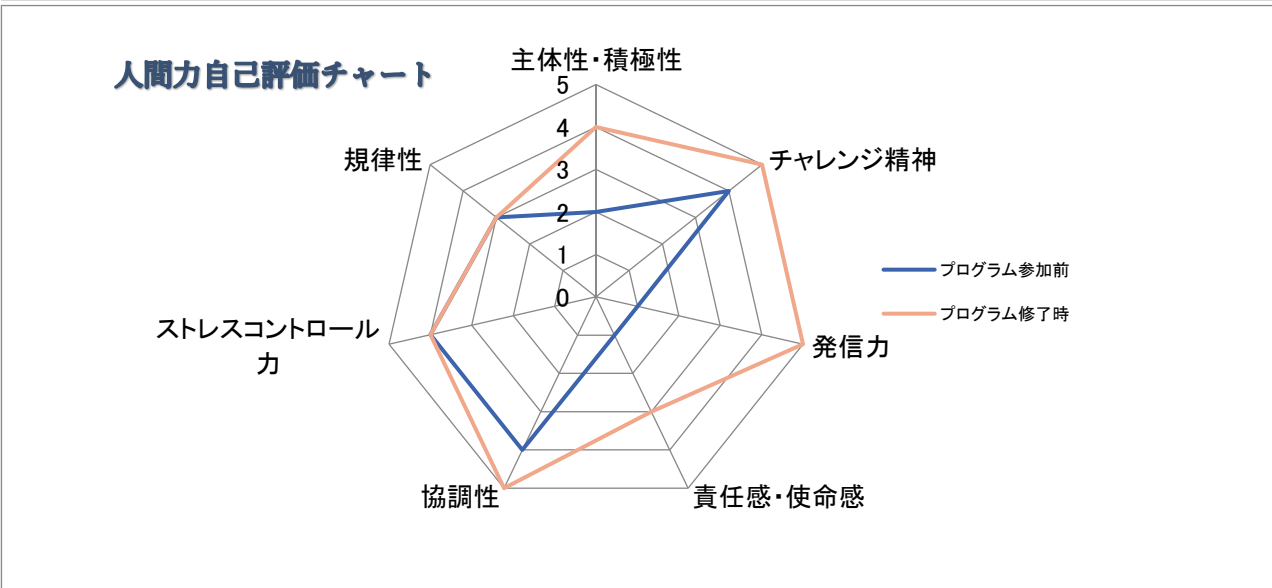 人間力自己評価チャート
主体性・積極性
5
4
3
2
1
0
チャレンジ精神
発信力
責任感・使命感
協調性
ストレスコントロール
力
規律性
プログラム参加前
プログラム修了時